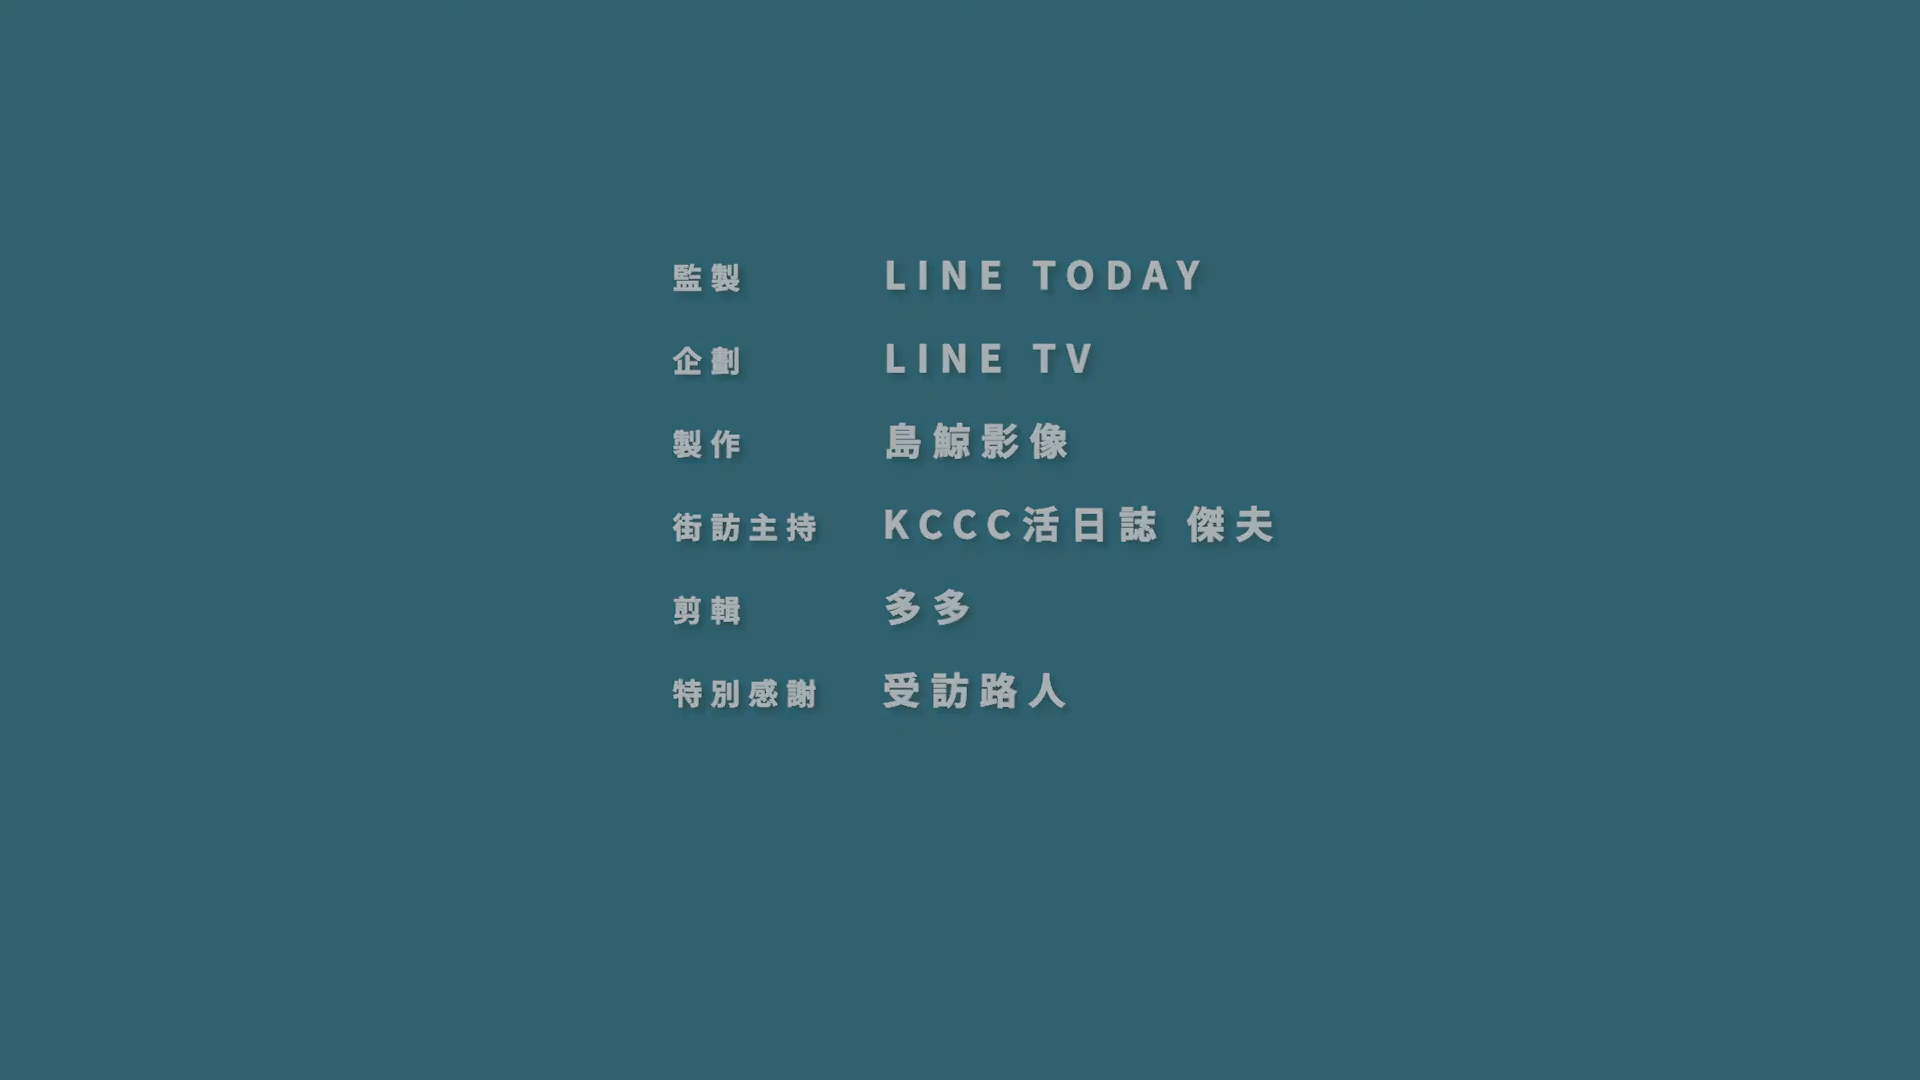 監製 LINE TODAY
企劃 LINE TV
製作 島鯨影像
街訪主持 KCCC活日誌 傑夫
剪輯 多多
特別感謝 受訪路人